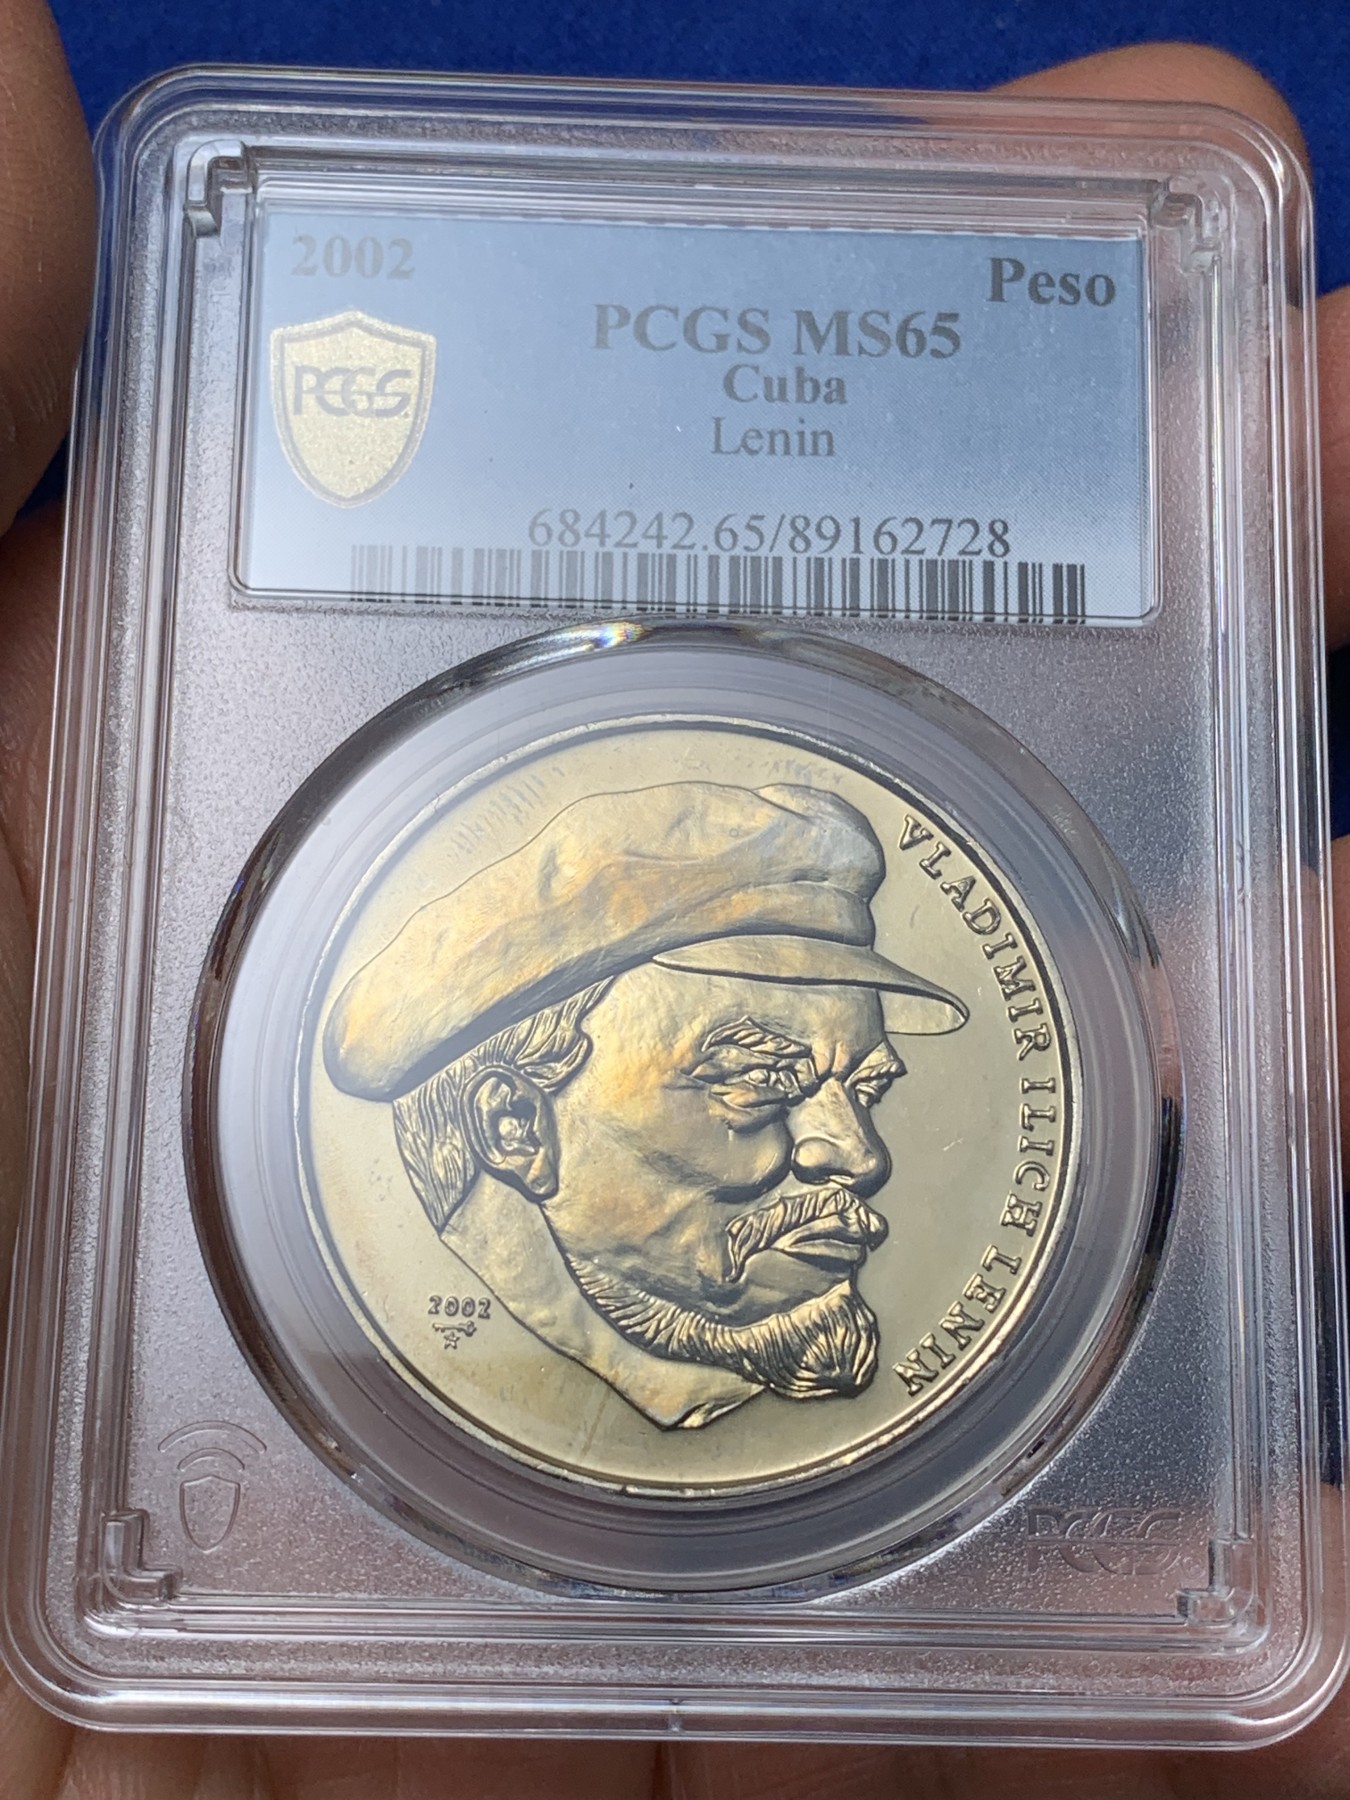 2002
Peso
PCGS MS65
PCGS
Cuba
Lenin
684242.65/89162728
VLADIMIR ILICH LENIN
2002
PCGS